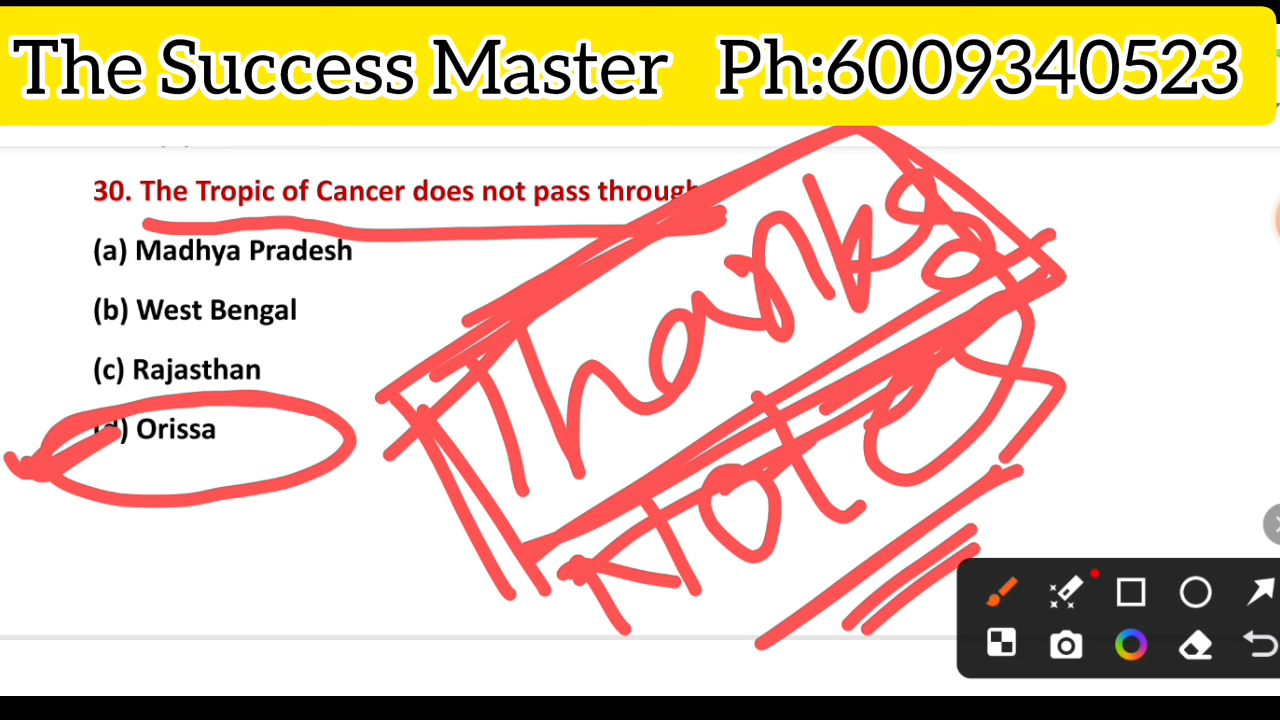 The Success Master Ph:6009340523
30. The Tropic of Cancer does not pass through
(a) Madhya Pradesh
(b) West Bengal
(c) Rajasthan
(d) Orissa
Thanks
Notes